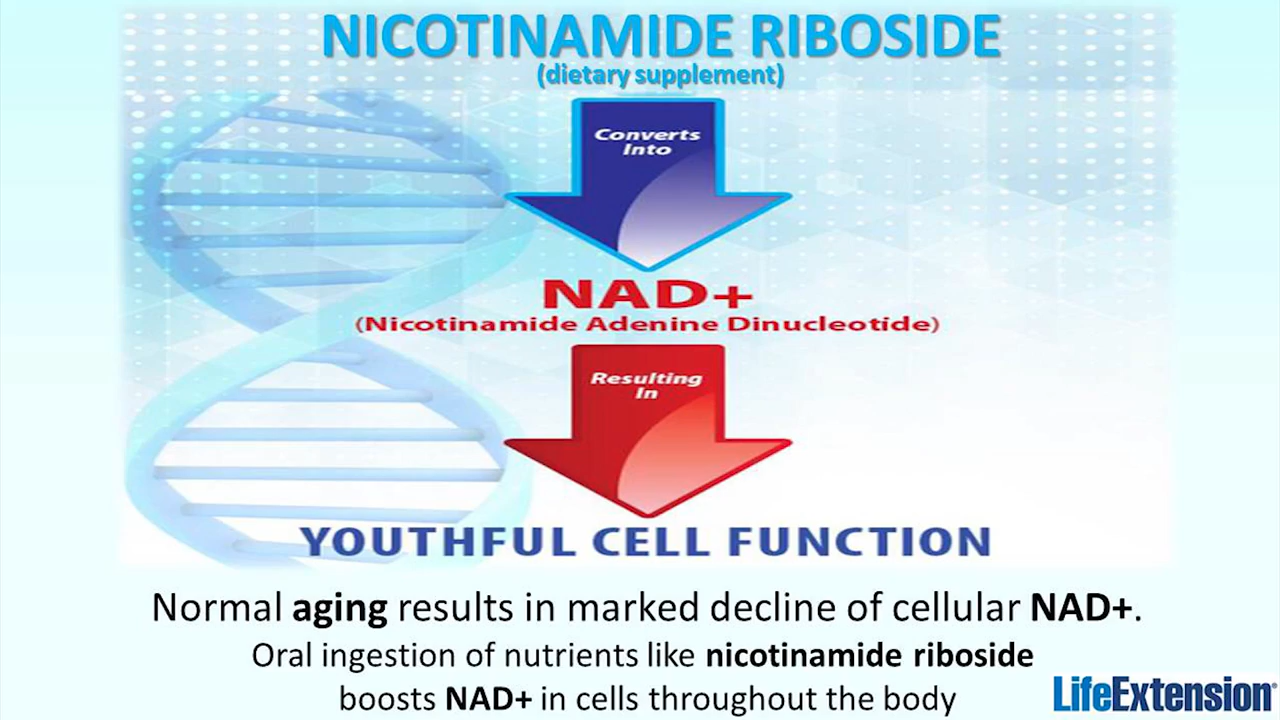 NICOTINAMIDE RIBOSIDE
(dietary supplement)
Converts
Into
NAD+
(Nicotinamide Adenine Dinucleotide)
Resulting
In
YOUTHFUL CELL FUNCTION
Normal aging results in marked decline of cellular NAD+.
Oral ingestion of nutrients like nicotinamide riboside
boosts NAD+ in cells throughout the body
LifeExtension®